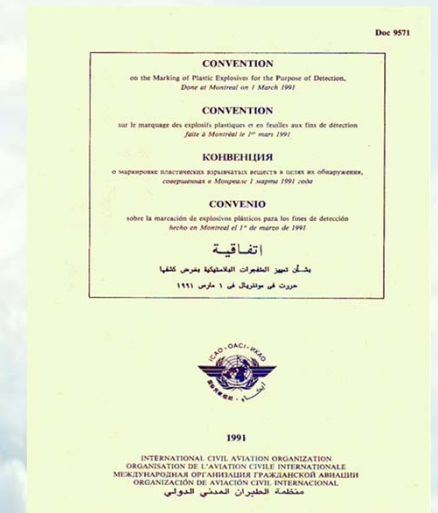 Doc 9571
CONVENTION
on the Marking of Plastic Explosives for the Purpose of Detection,
Done at Montreal on 1 March 1991
CONVENTION
sur le marquage des explosifs plastiques et en feuilles aux fins de détection
faite à Montréal le 1er mars 1991
КОНВЕНЦИЯ
о маркировке пластических взрывчатых веществ в целях их обнаружения,
совершенная в Монреале 1 марта 1991 года
CONVENIO
sobre la marcación de explosivos plásticos para los fines de detección
hecho en Montreal el 1° de marzo de 1991
اتفاقية
بشأن تمييز المتفجرات البلاستيكية بغرض كشفها
حررت في مونتريال في ١ مارس ١٩٩١
ICAO · OACI · ИКАО
1991
INTERNATIONAL CIVIL AVIATION ORGANIZATION
ORGANISATION DE L'AVIATION CIVILE INTERNATIONALE
МЕЖДУНАРОДНАЯ ОРГАНИЗАЦИЯ ГРАЖДАНСКОЙ АВИАЦИИ
ORGANIZACIÓN DE AVIACIÓN CIVIL INTERNACIONAL
منظمة الطيران المدني الدولي